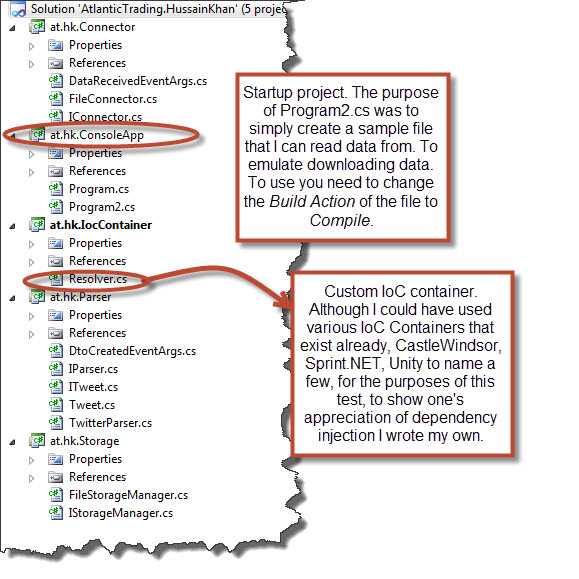 Solution 'AtlanticTrading.HussainKhan' (5 projec
at.hk.Connector
Properties
References
DataReceivedEventArgs.cs
FileConnector.cs
IConnector.cs
at.hk.ConsoleApp
Properties
References
Program.cs
Program2.cs
at.hk.IocContainer
Properties
References
Resolver.cs
at.hk.Parser
Properties
References
DtoCreatedEventArgs.cs
IParser.cs
ITweet.cs
Tweet.cs
TwitterParser.cs
at.hk.Storage
Properties
References
FileStorageManager.cs
IStorageManager.cs
Startup project. The purpose
of Program2.cs was to
simply create a sample file
that I can read data from. To
emulate downloading data.
To use you need to change
the Build Action of the file to
Compile.
Custom IoC container.
Although I could have used
various IoC Containers that
exist already, CastleWindsor,
Sprint.NET, Unity to name a
few, for the purposes of this
test, to show one's
appreciation of dependency
injection I wrote my own.